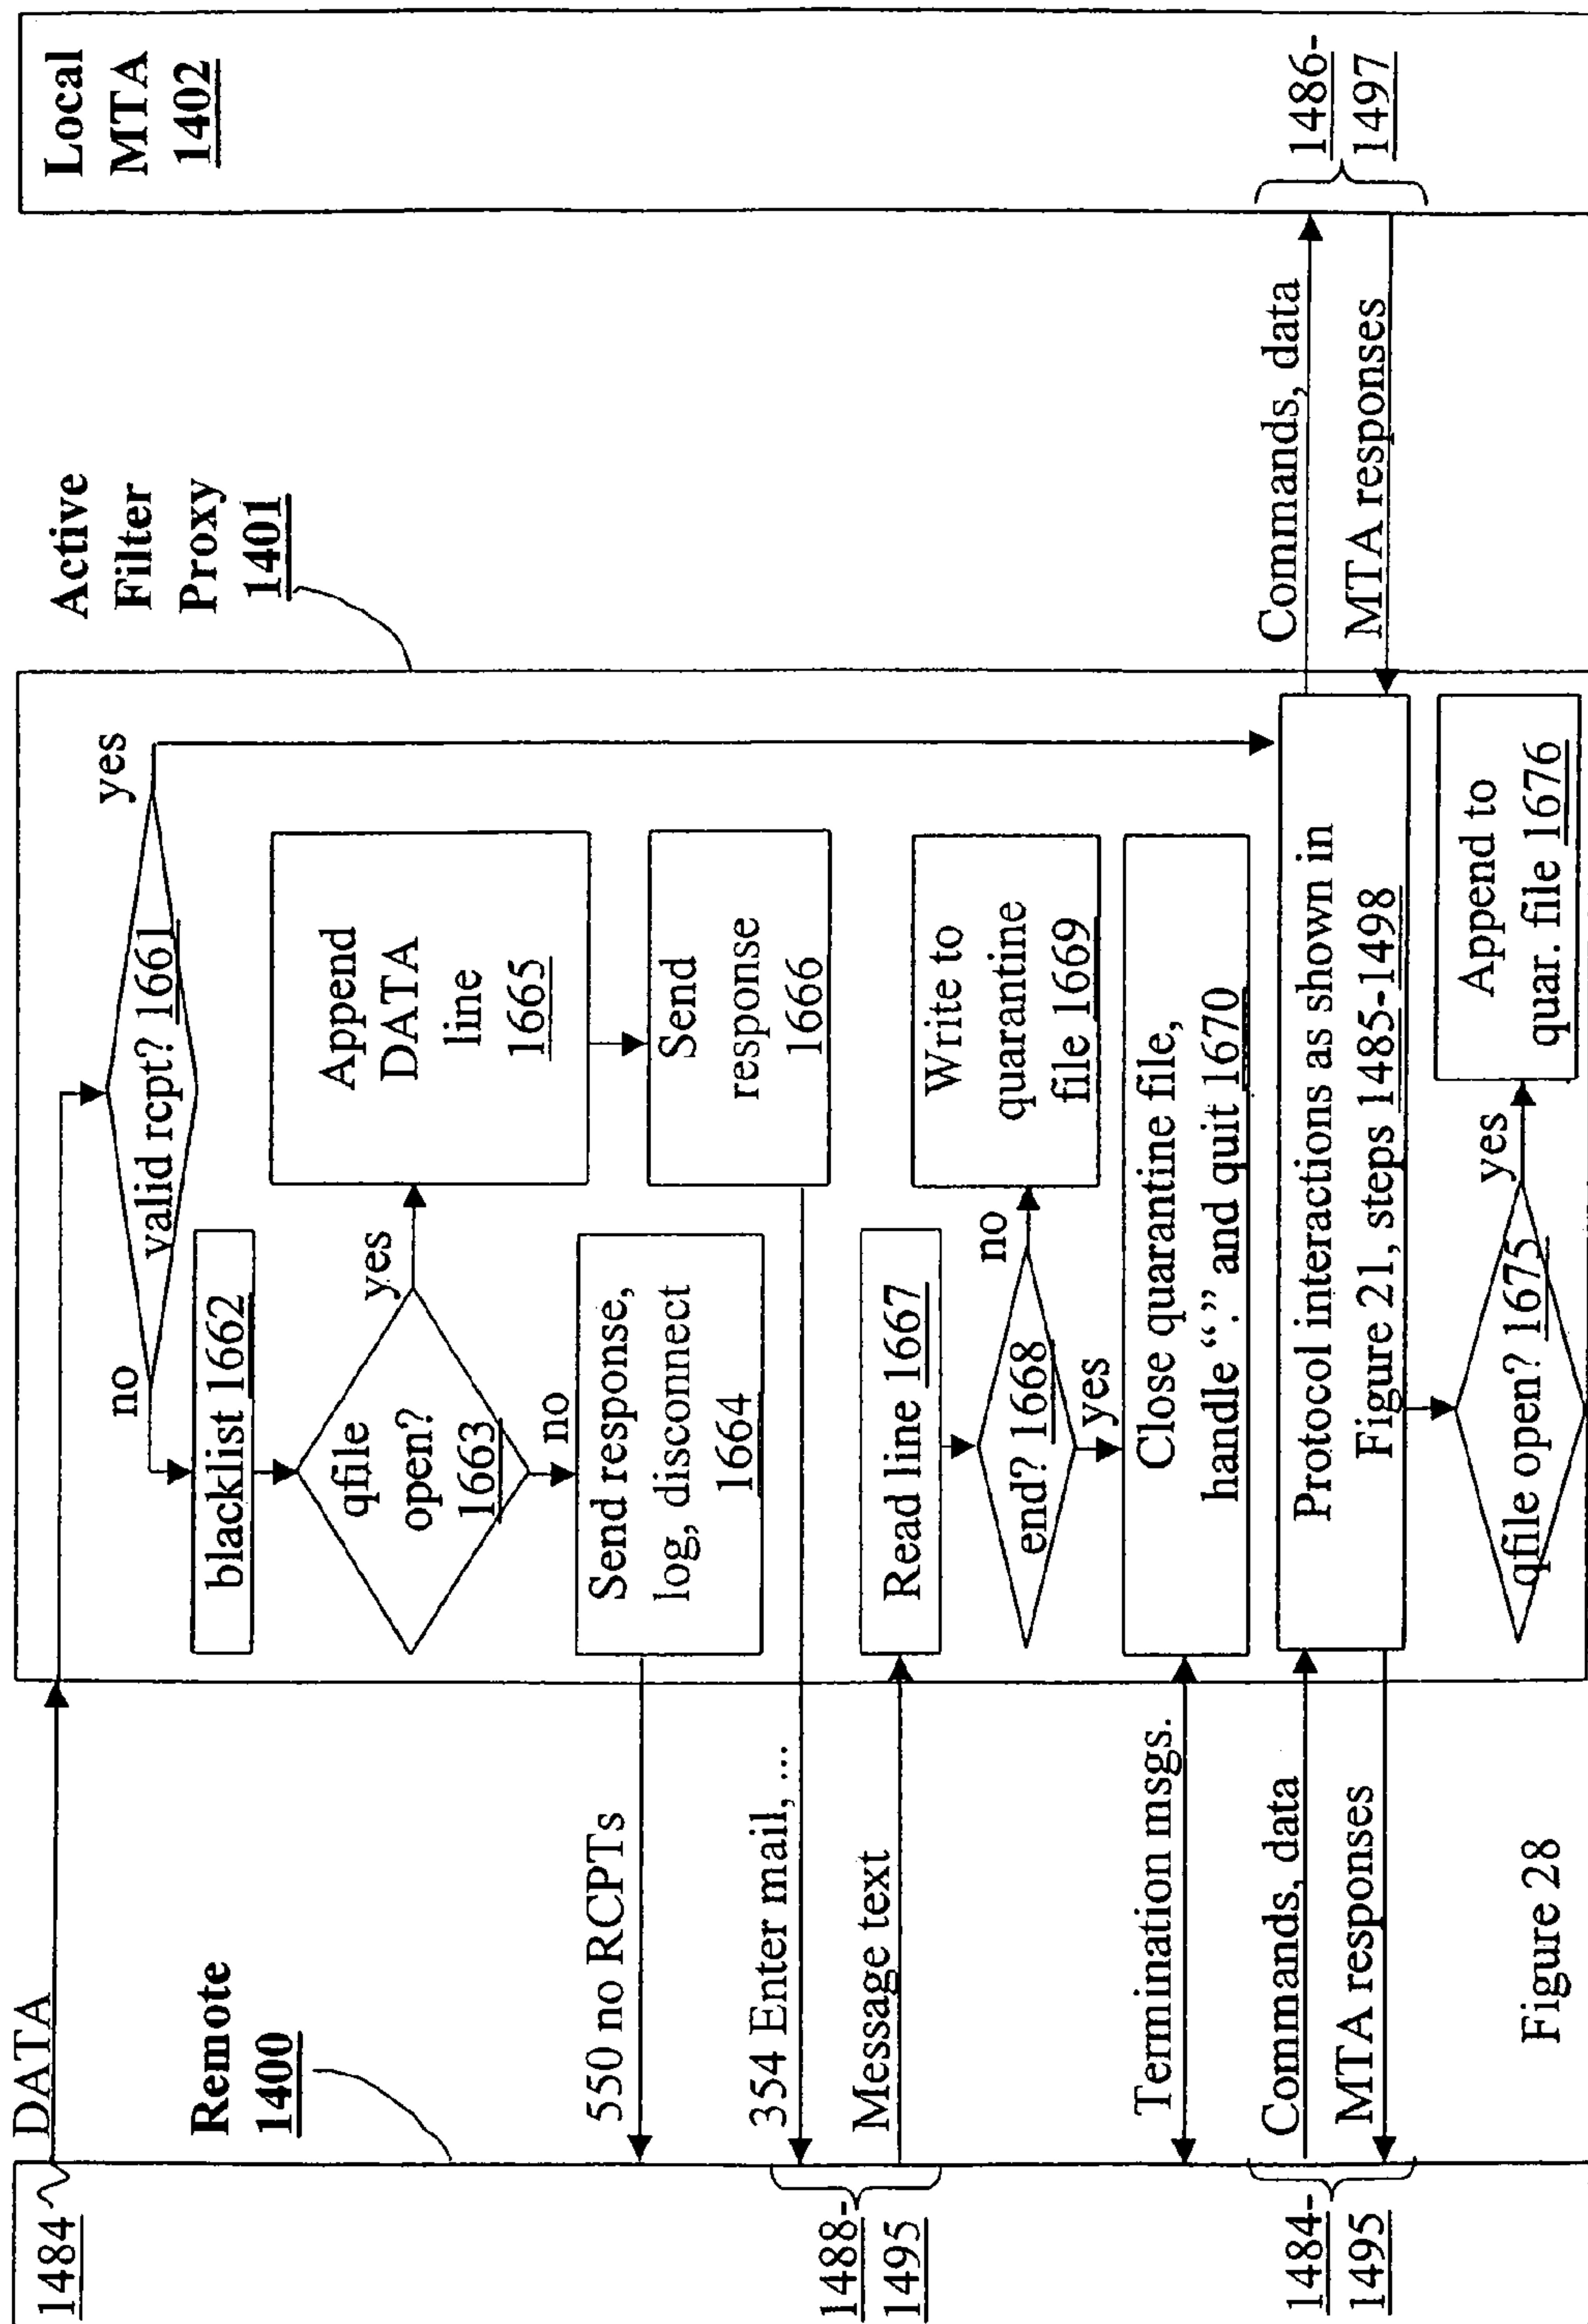 1484
DATA
Remote
1400
550 no RCPTs
354 Enter mail, ...
1488-
1495
Message text
Termination msgs.
1484-
1495
Commands, data
MTA responses
Figure 28
Active
Filter
Proxy
1401
valid rcpt? 1661
yes
no
blacklist 1662
qfile
open?
1663
yes
no
Append
DATA
line
1665
Send response,
log, disconnect
1664
Send
response
1666
Read line 1667
end? 1668
no
yes
Write to
quarantine
file 1669
Close quarantine file,
handle “.” and quit 1670
Protocol interactions as shown in
Figure 21, steps 1485-1498
qfile open? 1675
yes
Append to
quar. file 1676
Commands, data
MTA responses
Local
MTA
1402
1486-
1497